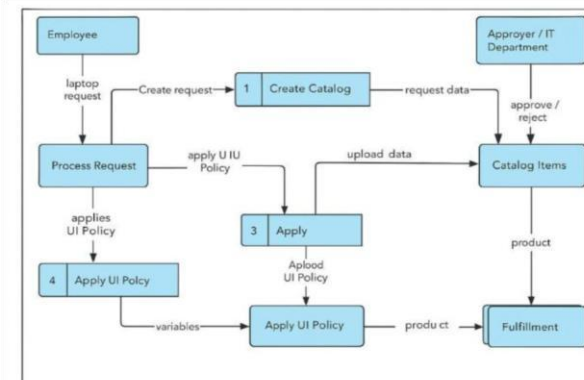 Employee
Approyer / IT
Department
laptop
request
Create request
1 Create Catalog
request data
approve /
reject
Process Request
apply U IU
Policy
upload data
Catalog Items
applies
UI Policy
3 Apply
product
4 Apply UI Polcy
Aplood
UI Policy
variables
Apply UI Policy
produ ct
Fulfillment